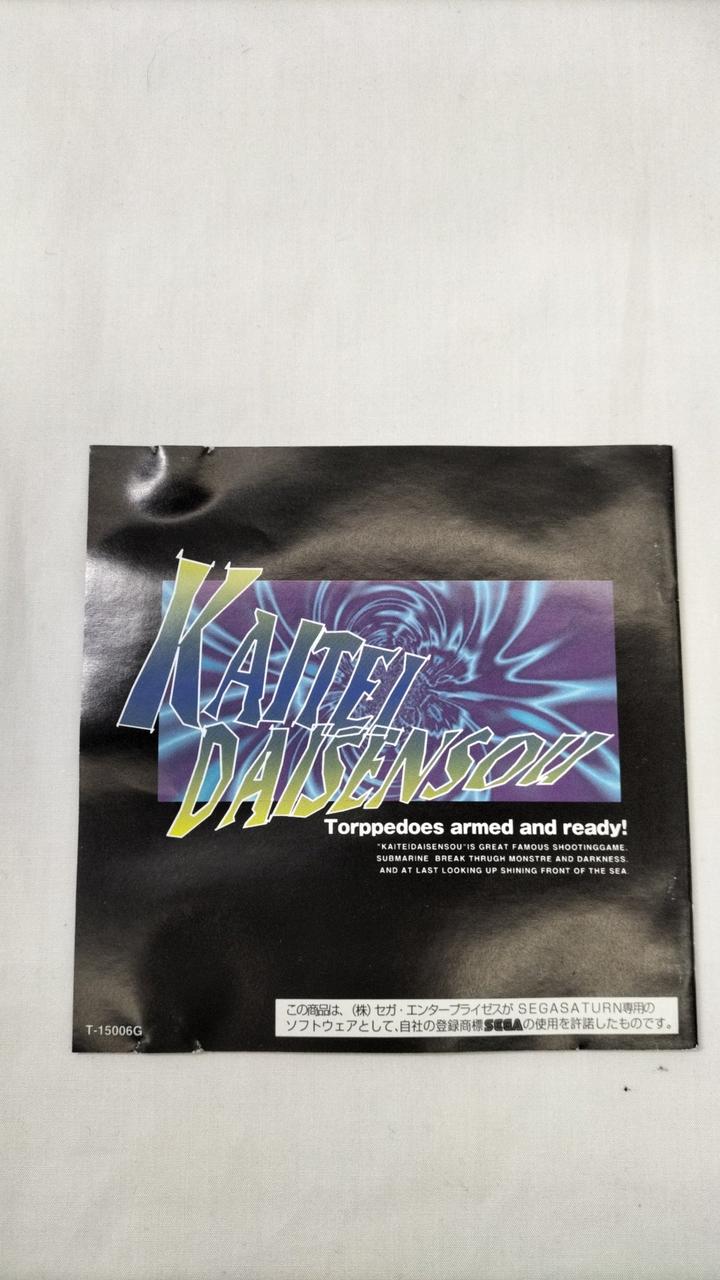 KAITEI
DAISENSOU
Torppedoes armed and ready!
"KAITEIDAISENSOU"IS GREAT FAMOUS SHOOTINGGAME.
SUBMARINE BREAK THRUGH MONSTRE AND DARKNESS.
AND AT LAST LOOKING UP SHINING FRONT OF THE SEA.
この商品は、(株)セガ・エンタープライゼスが SEGASATURN専用の
ソフトウェアとして、自社の登録商標SEGAの使用を許諾したものです。
T-15006G